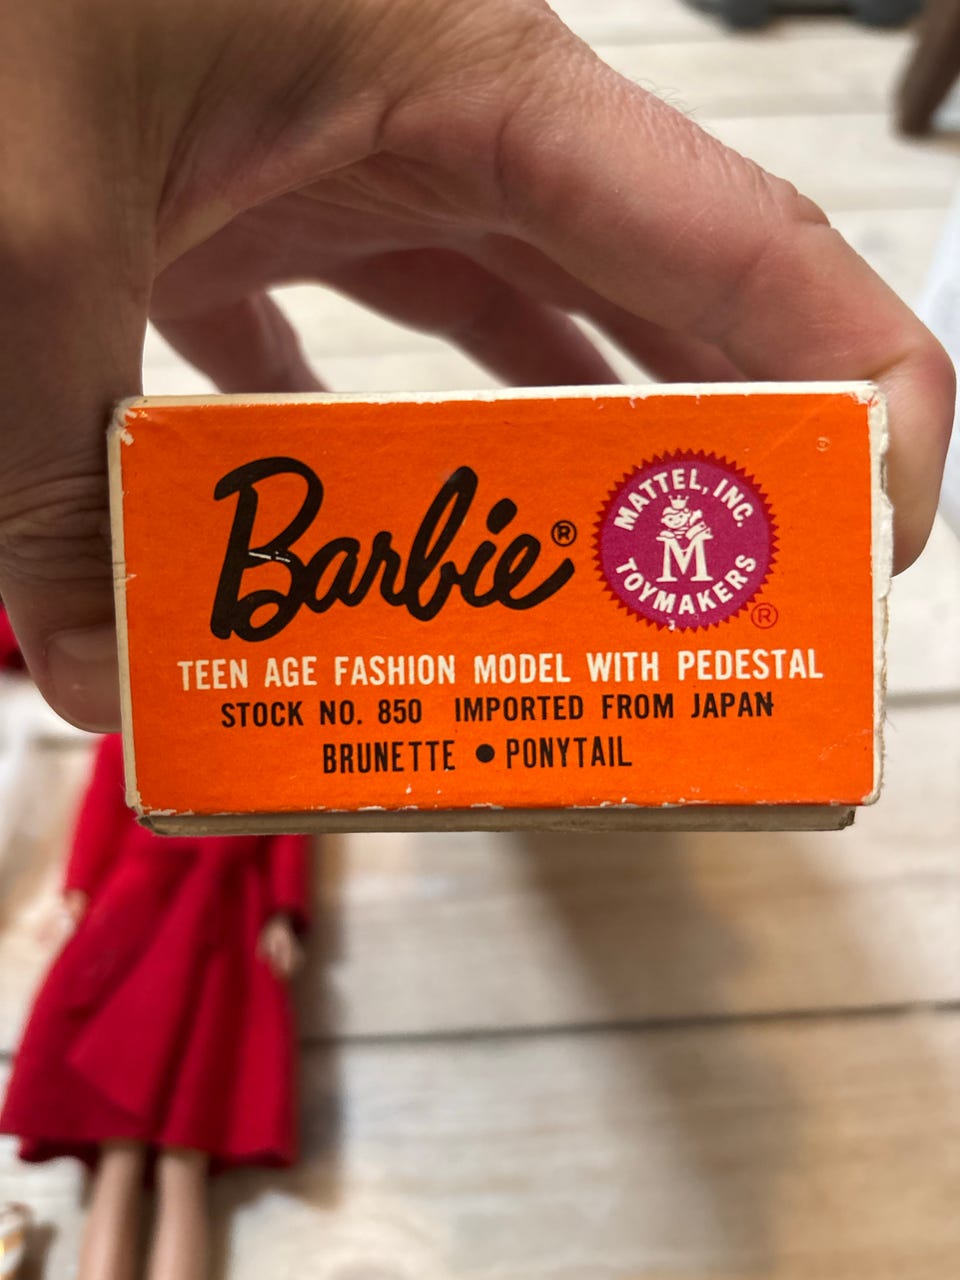 Barbie®
MATTEL, INC.
M
TOYMAKERS
®
TEEN AGE FASHION MODEL WITH PEDESTAL
STOCK NO. 850 IMPORTED FROM JAPAN
BRUNETTE ● PONYTAIL